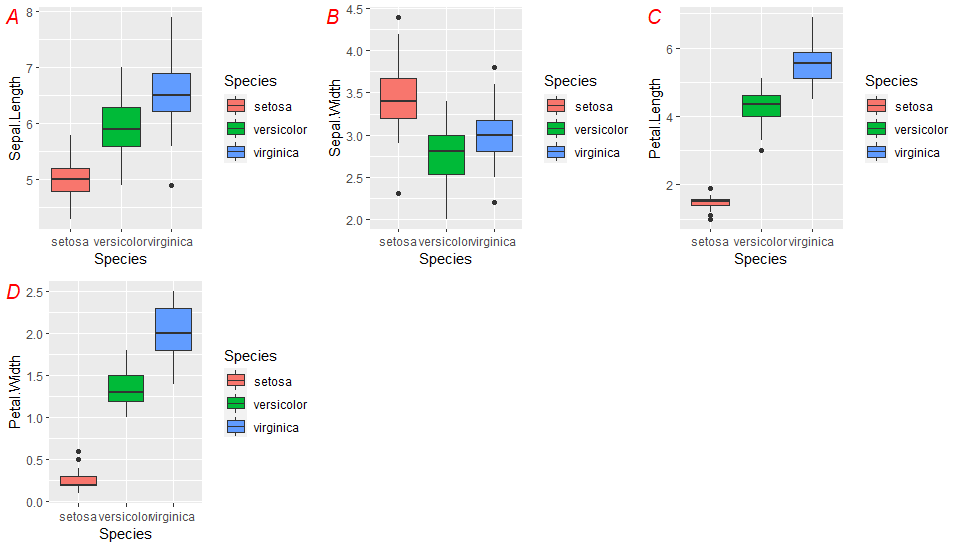 A
Sepal.Length
8
7
6
5
setosa versicolor virginica
Species
Species
setosa
versicolor
virginica
B
Sepal.Width
4.5
4.0
3.5
3.0
2.5
2.0
setosa versicolor virginica
Species
Species
setosa
versicolor
virginica
C
Petal.Length
6
4
2
setosa versicolor virginica
Species
Species
setosa
versicolor
virginica
D
Petal.Width
2.5
2.0
1.5
1.0
0.5
0.0
setosa versicolor virginica
Species
Species
setosa
versicolor
virginica